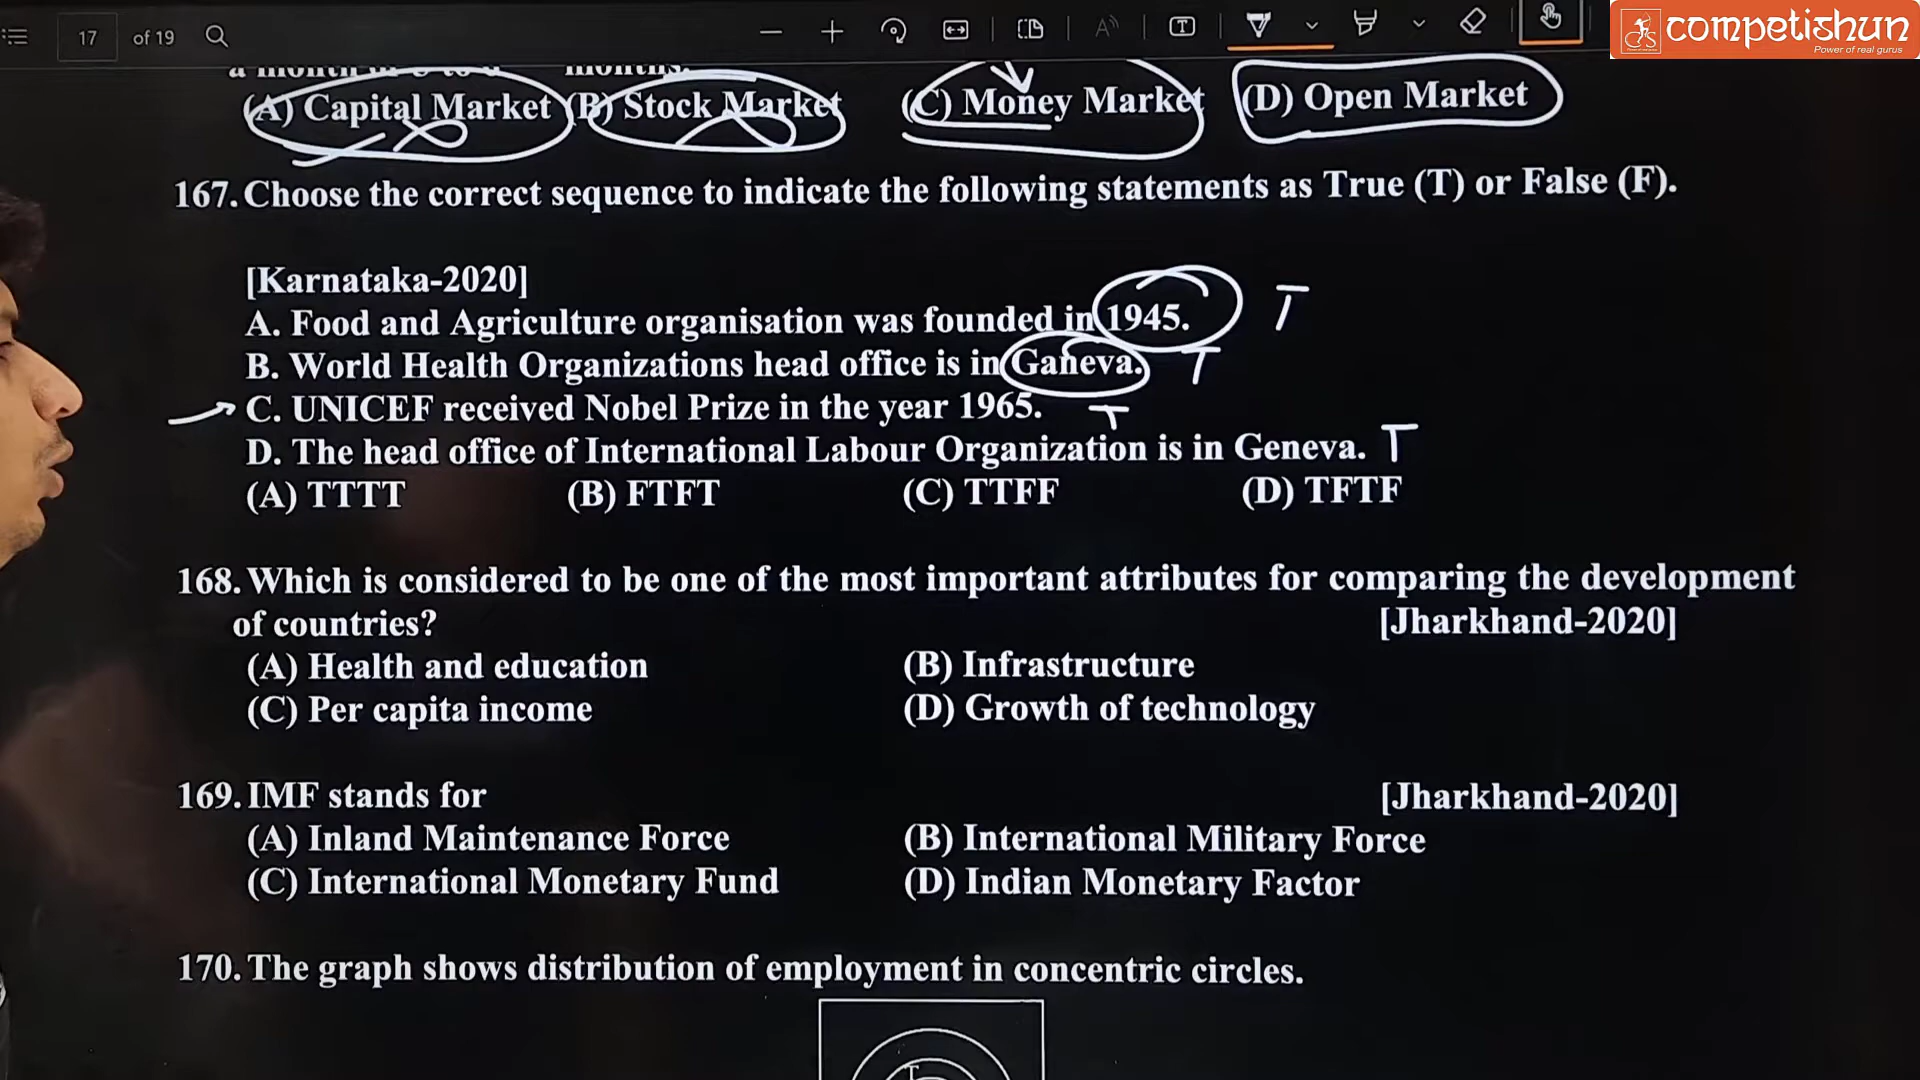 17 of 19
competishun
Power of real gurus
(A) Capital Market (B) Stock Market (C) Money Market (D) Open Market
167. Choose the correct sequence to indicate the following statements as True (T) or False (F).
[Karnataka-2020]
A. Food and Agriculture organisation was founded in 1945. T
B. World Health Organizations head office is in Ganeva. T
C. UNICEF received Nobel Prize in the year 1965. T
D. The head office of International Labour Organization is in Geneva. T
(A) TTTT (B) FTFT (C) TTFF (D) TFTF
168. Which is considered to be one of the most important attributes for comparing the development
of countries? [Jharkhand-2020]
(A) Health and education (B) Infrastructure
(C) Per capita income (D) Growth of technology
169. IMF stands for [Jharkhand-2020]
(A) Inland Maintenance Force (B) International Military Force
(C) International Monetary Fund (D) Indian Monetary Factor
170. The graph shows distribution of employment in concentric circles.